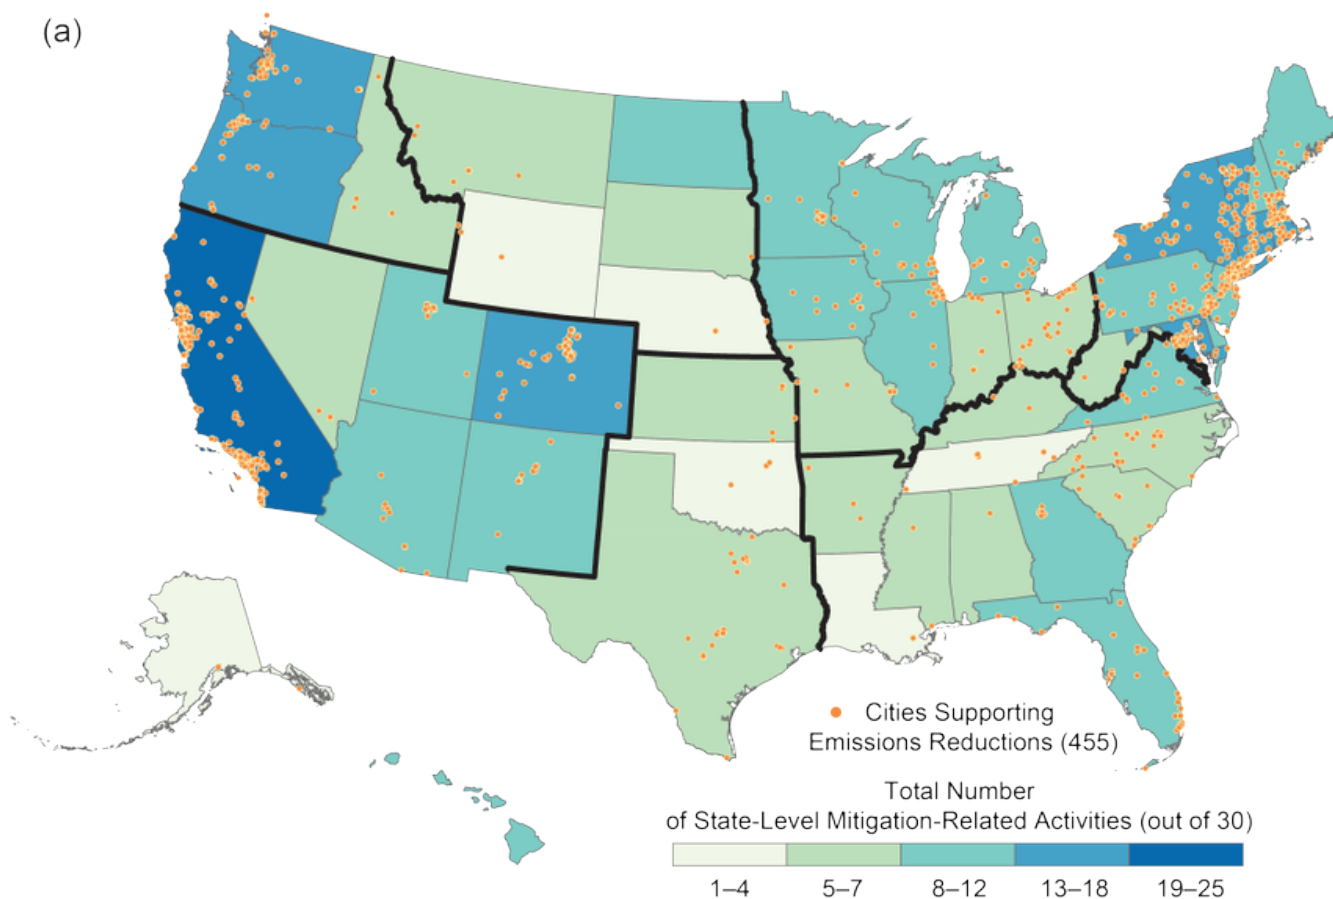 (a)
Cities Supporting
Emissions Reductions (455)
Total Number
of State-Level Mitigation-Related Activities (out of 30)
1–4 5–7 8–12 13–18 19–25